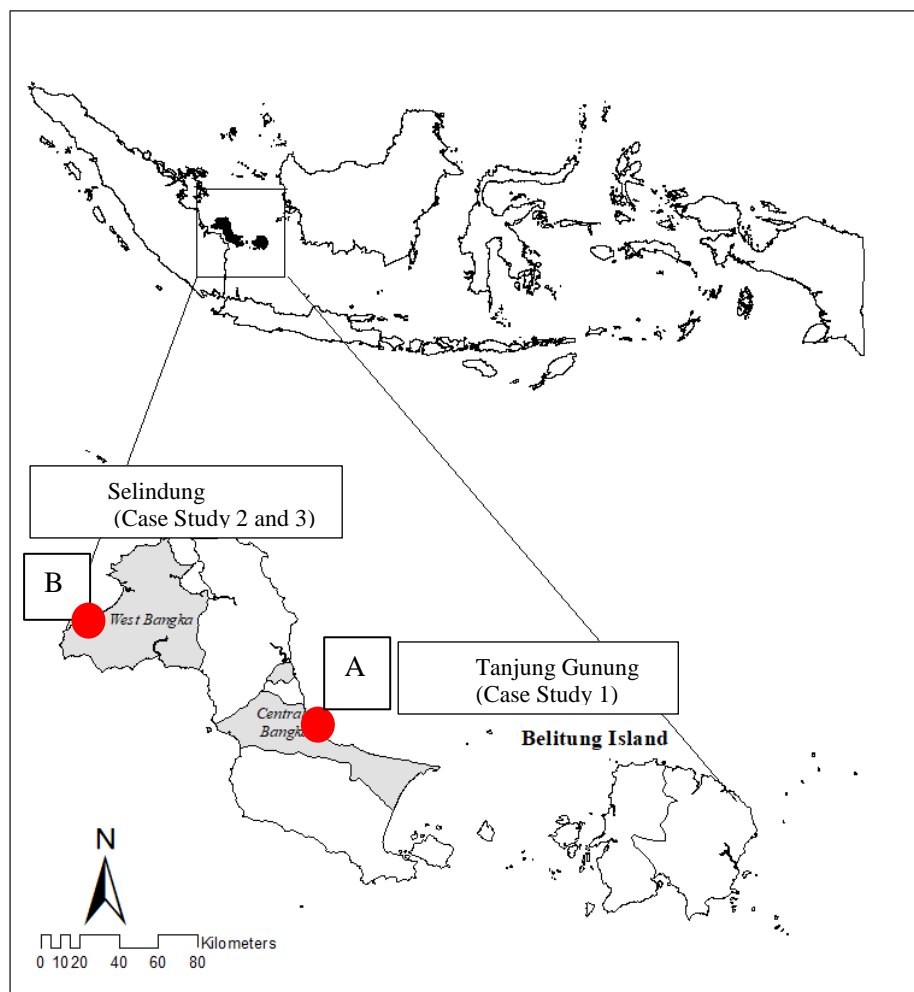 Selindung
(Case Study 2 and 3)
B
West Bangka
A
Tanjung Gunung
(Case Study 1)
Central
Bangka
Belitung Island
N
Kilometers
0 10 20 40 60 80